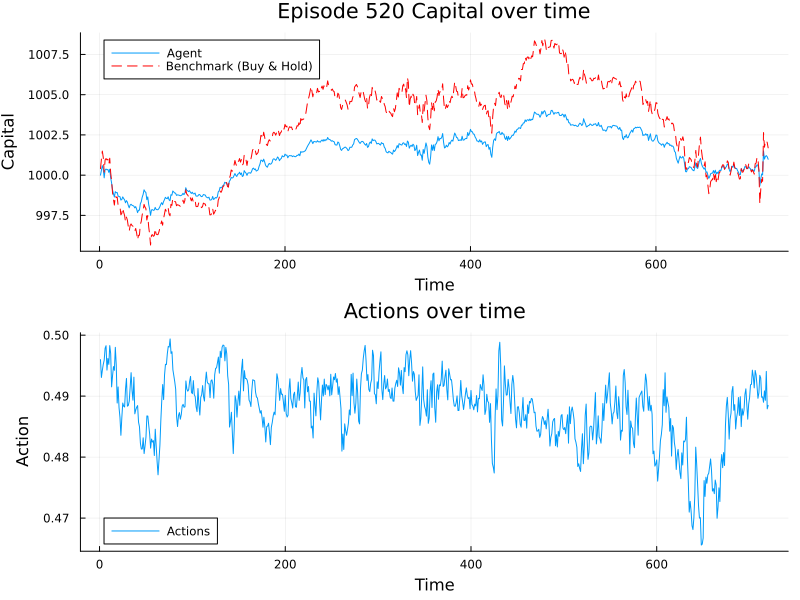 Episode 520 Capital over time
Agent
Benchmark (Buy & Hold)
Capital
1007.5
1005.0
1002.5
1000.0
997.5
0 200 400 600
Time
Actions over time
Action
0.50
0.49
0.48
0.47
Actions
0 200 400 600
Time